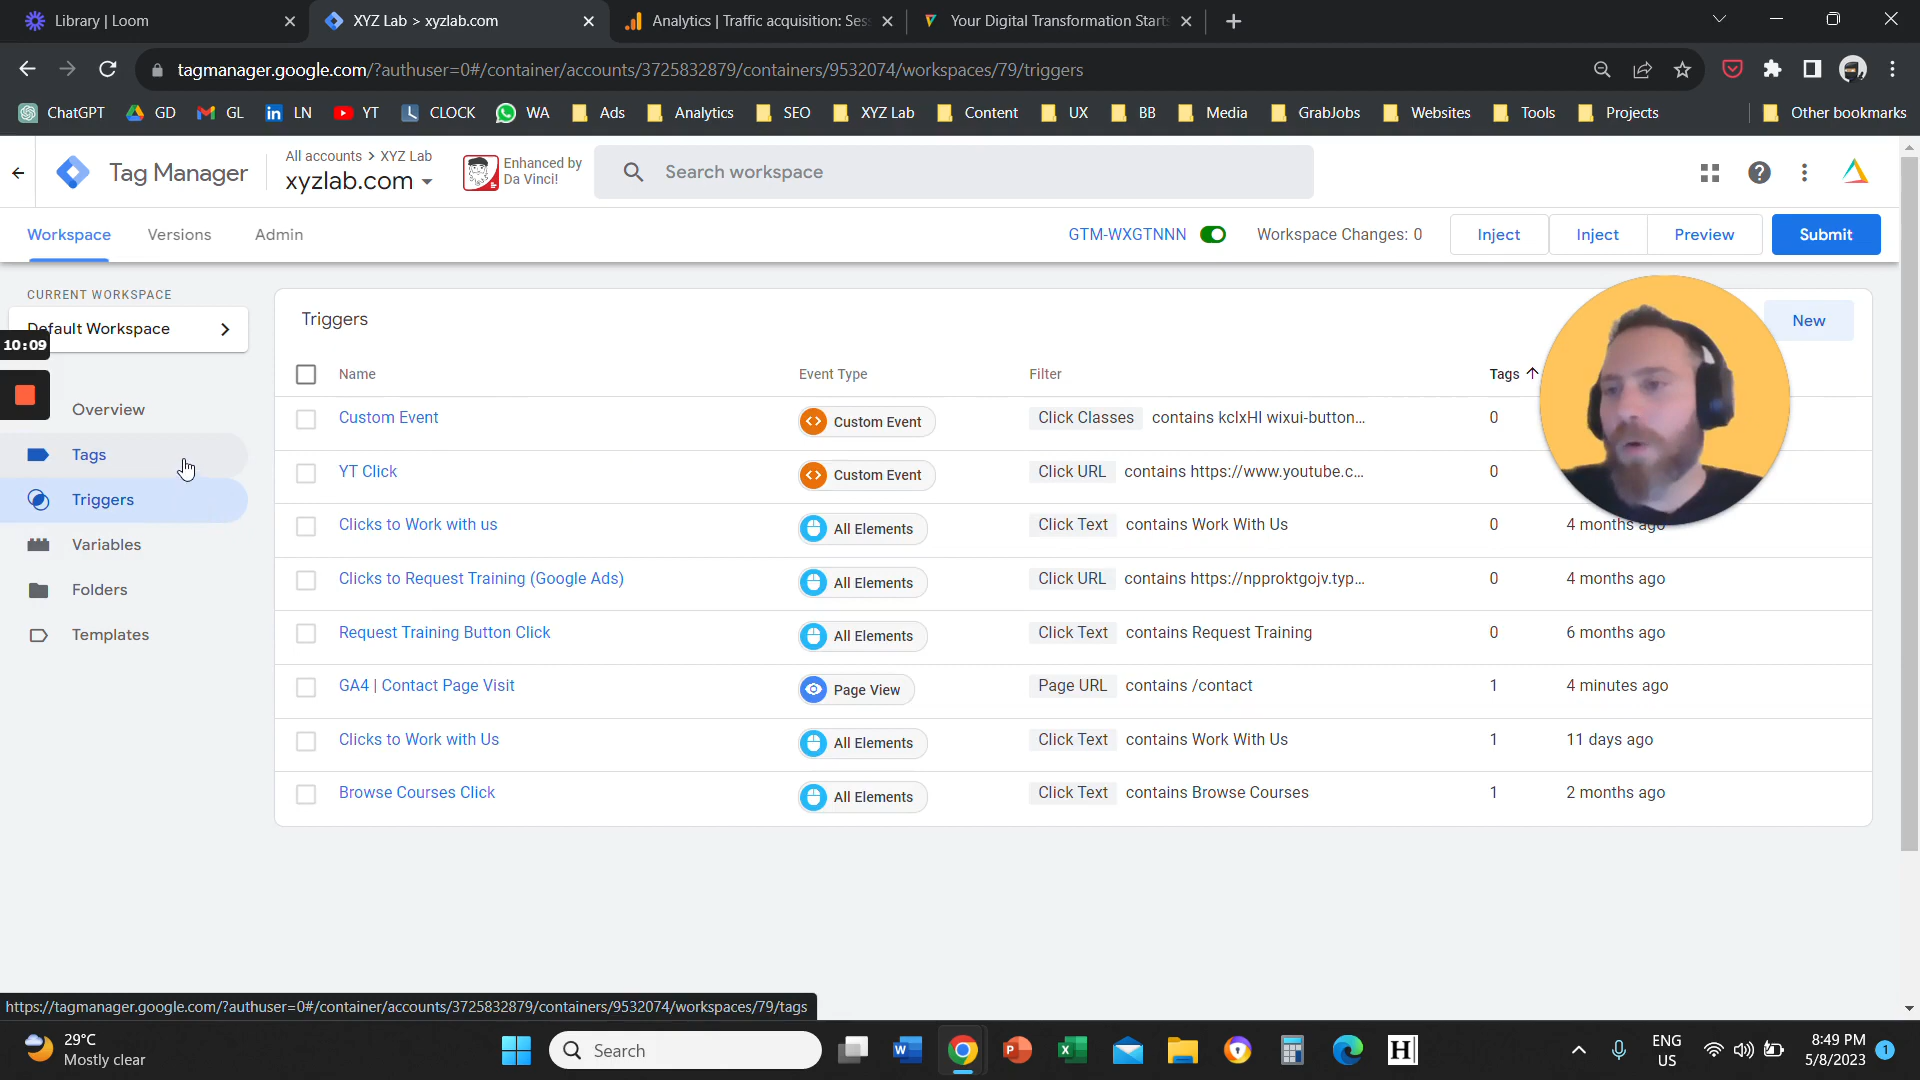 Library | Loom
XYZ Lab > xyzlab.com
Analytics | Traffic acquisition: Ses
Your Digital Transformation Start
tagmanager.google.com/?authuser=0#/container/accounts/3725832879/containers/9532074/workspaces/79/triggers
ChatGPT GD GL LN YT CLOCK WA Ads Analytics SEO XYZ Lab Content UX BB Media GrabJobs Websites Tools Projects Other bookmarks
Tag Manager
All accounts > XYZ Lab
xyzlab.com
Enhanced by
Da Vinci!
Search workspace
Workspace Versions Admin
GTM-WXGTNNN Workspace Changes: 0 Inject Inject Preview Submit
CURRENT WORKSPACE
Default Workspace
10:09
Overview
Tags
Triggers
Variables
Folders
Templates
Triggers
New
Name Event Type Filter Tags
Custom Event Custom Event Click Classes contains kclxHI wixui-button... 0
YT Click Custom Event Click URL contains https://www.youtube.c... 0
Clicks to Work with us All Elements Click Text contains Work With Us 0 4 months ago
Clicks to Request Training (Google Ads) All Elements Click URL contains https://npproktgojv.typ... 0 4 months ago
Request Training Button Click All Elements Click Text contains Request Training 0 6 months ago
GA4 | Contact Page Visit Page View Page URL contains /contact 1 4 minutes ago
Clicks to Work with Us All Elements Click Text contains Work With Us 1 11 days ago
Browse Courses Click All Elements Click Text contains Browse Courses 1 2 months ago
https://tagmanager.google.com/?authuser=0#/container/accounts/3725832879/containers/9532074/workspaces/79/tags
29°C
Mostly clear
Search
ENG
US
8:49 PM
5/8/2023
1